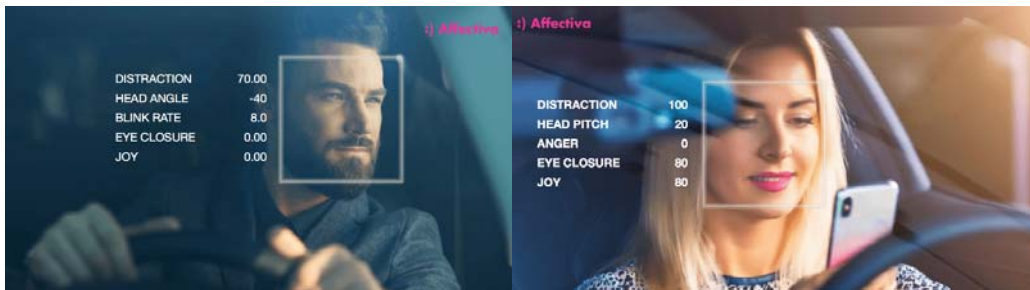 :) Affectiva
DISTRACTION 70.00
HEAD ANGLE -40
BLINK RATE 8.0
EYE CLOSURE 0.00
JOY 0.00
:) Affectiva
DISTRACTION 100
HEAD PITCH 20
ANGER 0
EYE CLOSURE 80
JOY 80